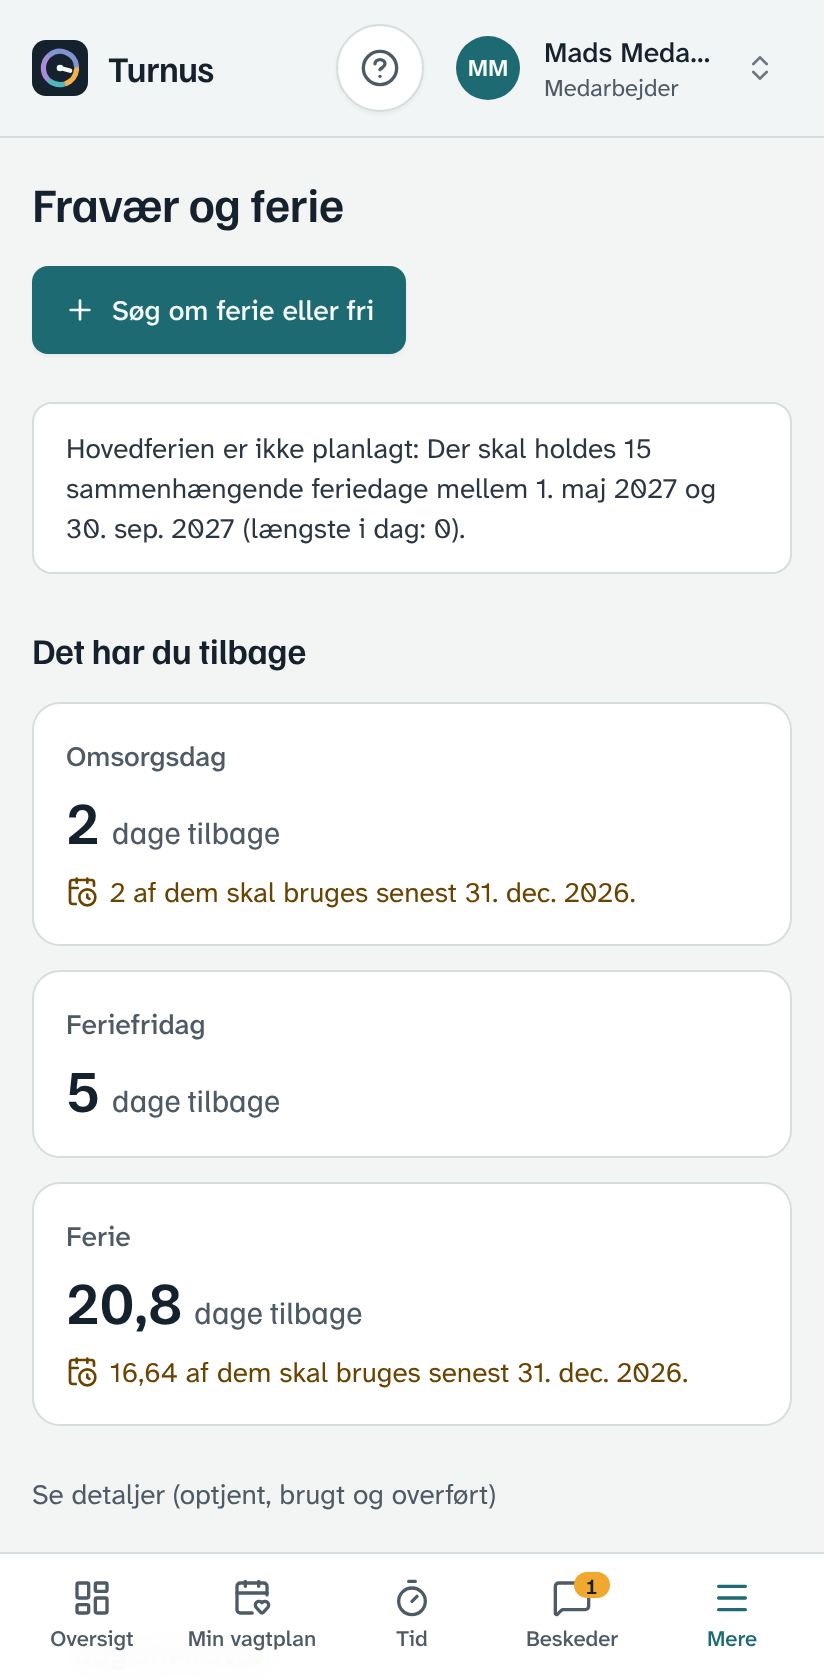 Turnus
MM
Mads Meda...
Medarbejder
Fravær og ferie
Søg om ferie eller fri
Hovedferien er ikke planlagt: Der skal holdes 15
sammenhængende feriedage mellem 1. maj 2027 og
30. sep. 2027 (længste i dag: 0).
Det har du tilbage
Omsorgsdag
2 dage tilbage
2 af dem skal bruges senest 31. dec. 2026.
Feriefridag
5 dage tilbage
Ferie
20,8 dage tilbage
16,64 af dem skal bruges senest 31. dec. 2026.
Se detaljer (optjent, brugt og overført)
1
Oversigt
Min vagtplan
Tid
Beskeder
Mere